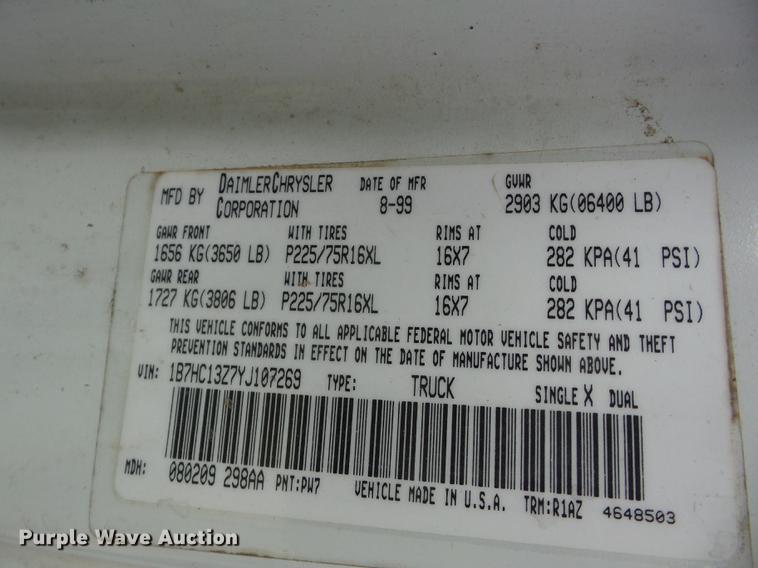 MFD BY DAIMLERCHRYSLER CORPORATION DATE OF MFR 8-99 GVWR 2903 KG(06400 LB)
GAWR FRONT WITH TIRES RIMS AT COLD
1656 KG(3650 LB) P225/75R16XL 16X7 282 KPA(41 PSI)
GAWR REAR WITH TIRES RIMS AT COLD
1727 KG(3806 LB) P225/75R16XL 16X7 282 KPA(41 PSI)
THIS VEHICLE CONFORMS TO ALL APPLICABLE FEDERAL MOTOR VEHICLE SAFETY AND THEFT
PREVENTION STANDARDS IN EFFECT ON THE DATE OF MANUFACTURE SHOWN ABOVE.
VIN: 1B7HC13Z7YJ107269 TYPE: TRUCK SINGLE X DUAL
MDH: 080209 298AA PNT:PW7 VEHICLE MADE IN U.S.A. TRM:R1AZ 4648503
Purple Wave Auction